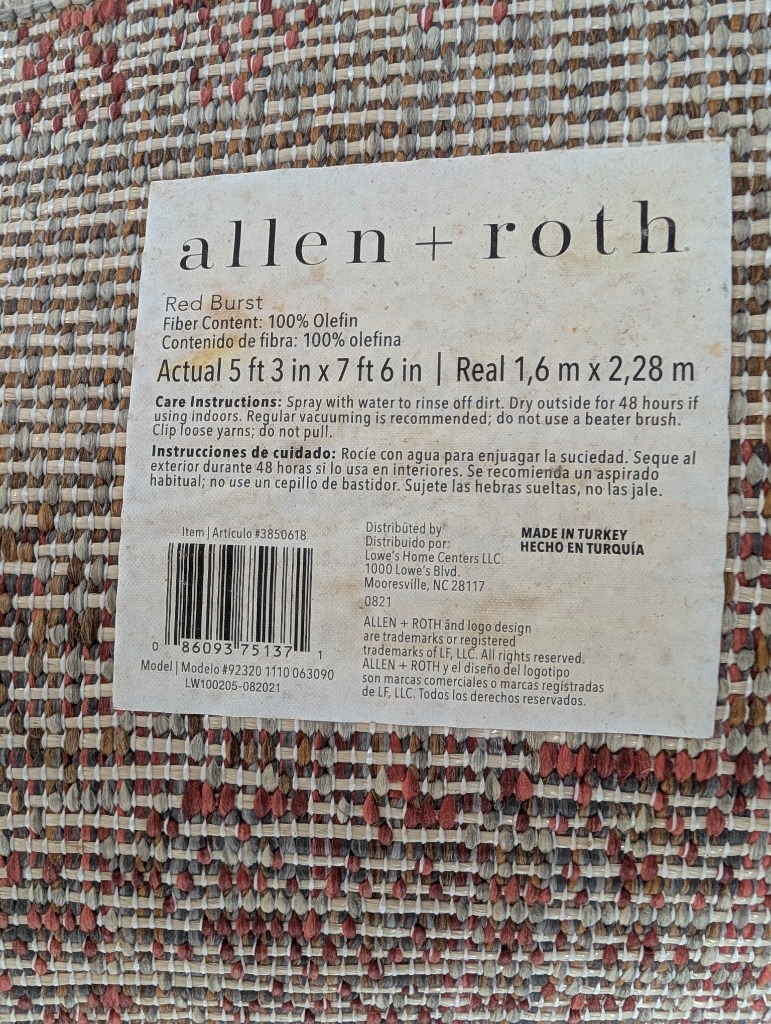 allen + roth
Red Burst
Fiber Content: 100% Olefin
Contenido de fibra: 100% olefina
Actual 5 ft 3 in x 7 ft 6 in | Real 1,6 m x 2,28 m
Care Instructions: Spray with water to rinse off dirt. Dry outside for 48 hours if
using indoors. Regular vacuuming is recommended; do not use a beater brush.
Clip loose yarns; do not pull.
Instrucciones de cuidado: Rocíe con agua para enjuagar la suciedad. Seque al
exterior durante 48 horas si lo usa en interiores. Se recomienda un aspirado
habitual; no use un cepillo de bastidor. Sujete las hebras sueltas, no las jale.
Item | Artículo #3850618
0 86093 75137 1
Model | Modelo #92320 1110 063090
LW100205-082021
Distributed by
Distribuido por:
Lowe's Home Centers LLC
1000 Lowe's Blvd.
Mooresville, NC 28117
0821
ALLEN + ROTH and logo design
are trademarks or registered
trademarks of LF, LLC. All rights reserved.
ALLEN + ROTH y el diseño del logotipo
son marcas comerciales o marcas registradas
de LF, LLC. Todos los derechos reservados.
MADE IN TURKEY
HECHO EN TURQUÍA